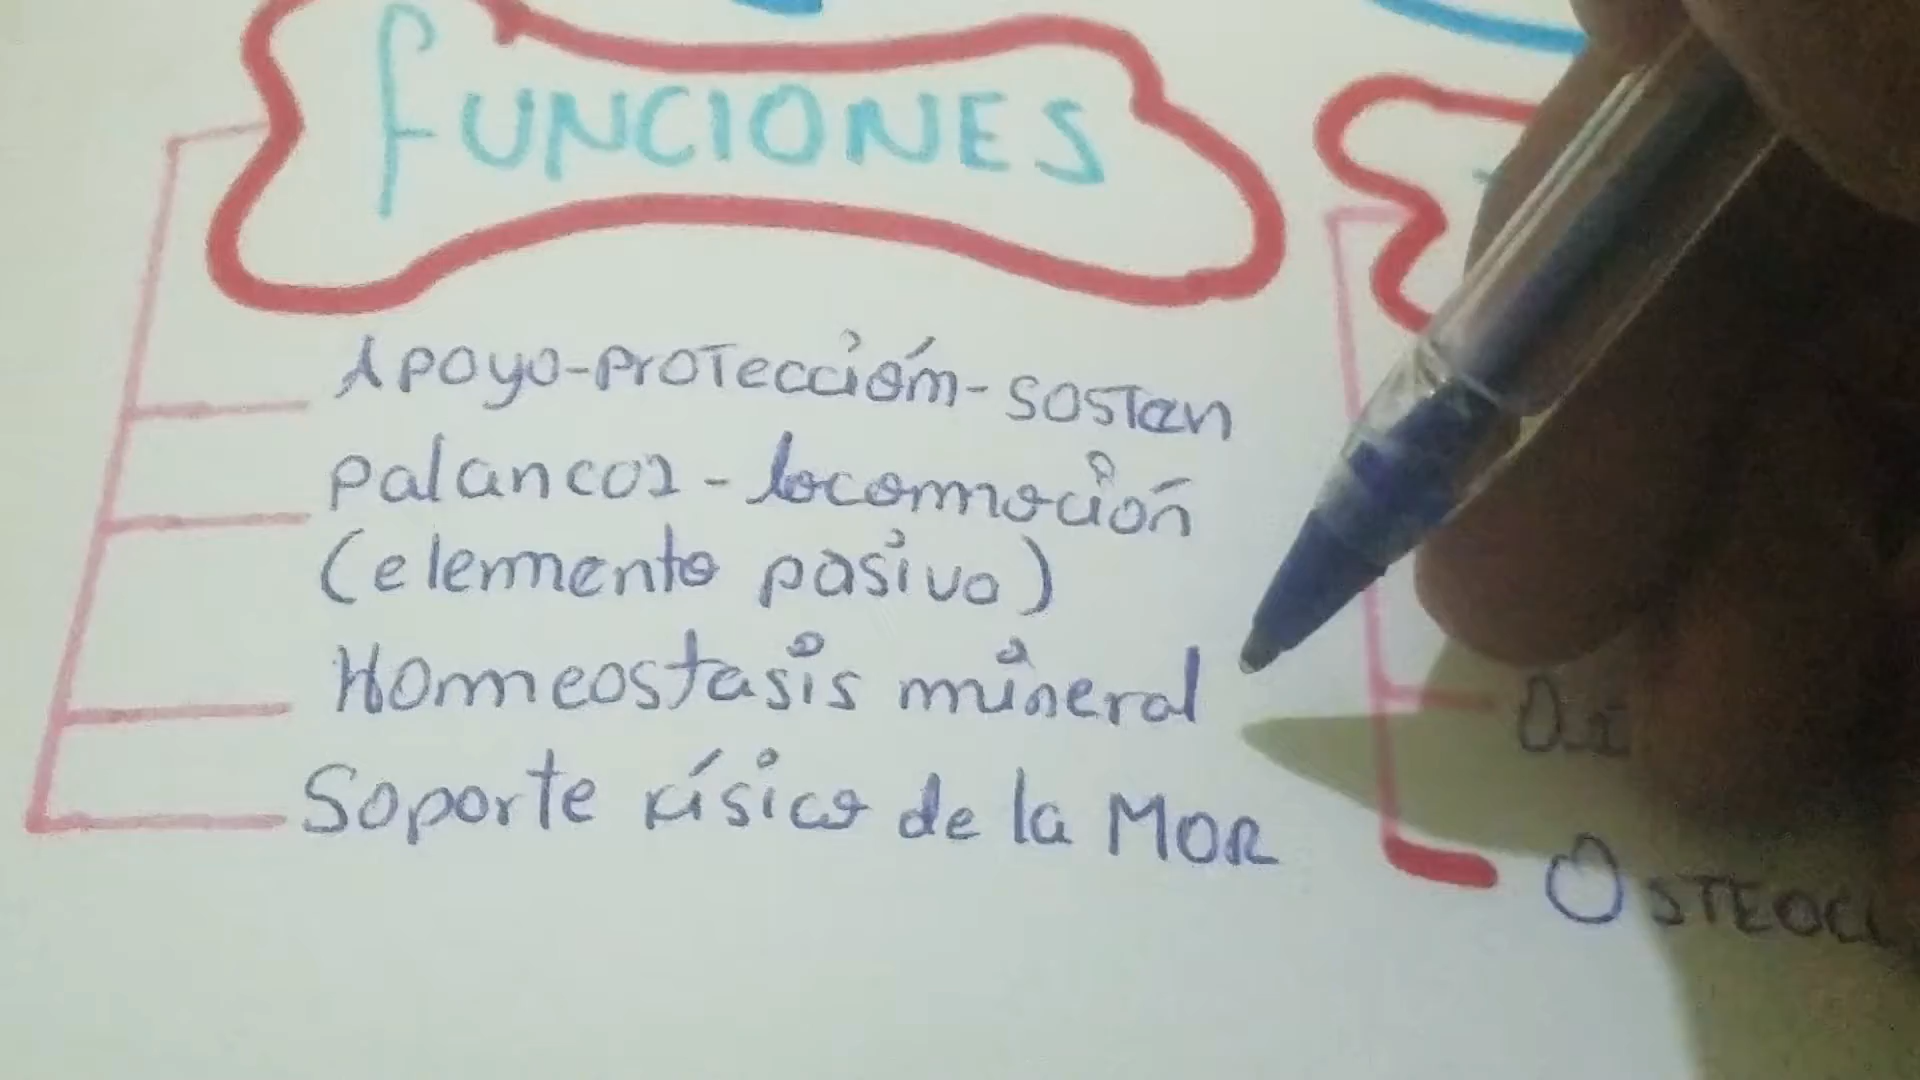 FUNCIONES
Apoyo-Protección-sosten
palancas - locomoción
(elemento pasivo)
Homeostasis mineral
Soporte físico de la MOR